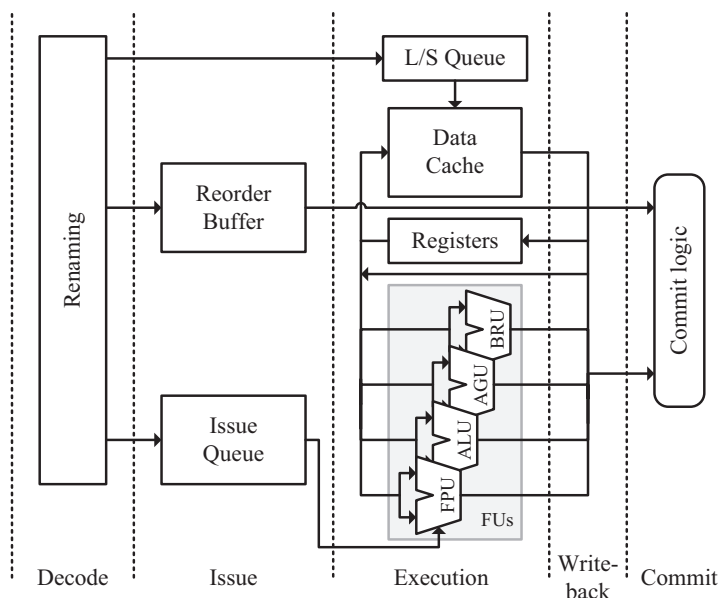 L/S Queue
Data
Cache
Reorder
Buffer
Registers
Renaming
Commit logic
BRU
AGU
ALU
FPU
FUs
Issue
Queue
Decode
Issue
Execution
Write-
back
Commit